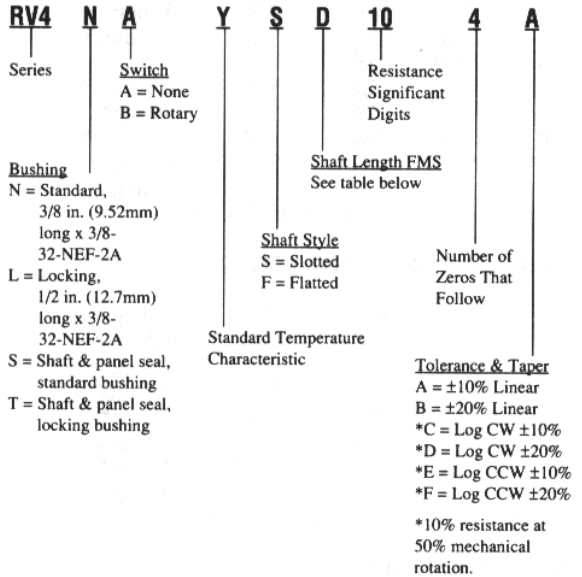 RV4 N A Y S D 10 4 A
Series
Switch
A = None
B = Rotary
Resistance
Significant
Digits
Bushing
N = Standard,
3/8 in. (9.52mm)
long x 3/8-
32-NEF-2A
L = Locking,
1/2 in. (12.7mm)
long x 3/8-
32-NEF-2A
S = Shaft & panel seal,
standard bushing
T = Shaft & panel seal,
locking bushing
Shaft Length FMS
See table below
Shaft Style
S = Slotted
F = Flatted
Standard Temperature
Characteristic
Number of
Zeros That
Follow
Tolerance & Taper
A = ±10% Linear
B = ±20% Linear
*C = Log CW ±10%
*D = Log CW ±20%
*E = Log CCW ±10%
*F = Log CCW ±20%
*10% resistance at
50% mechanical
rotation.